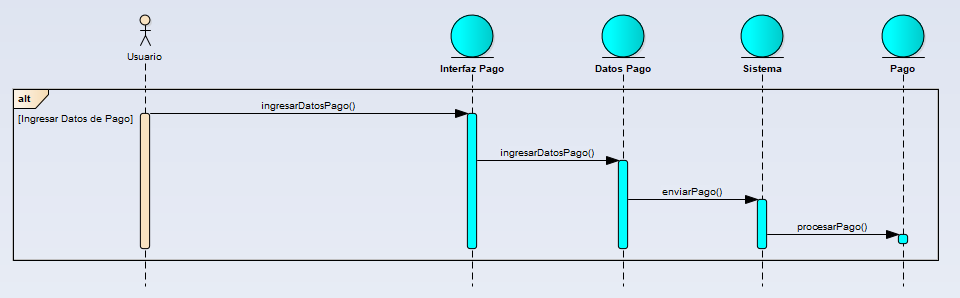 Usuario
Interfaz Pago
Datos Pago
Sistema
Pago
alt
[Ingresar Datos de Pago]
ingresarDatosPago()
ingresarDatosPago()
enviarPago()
procesarPago()